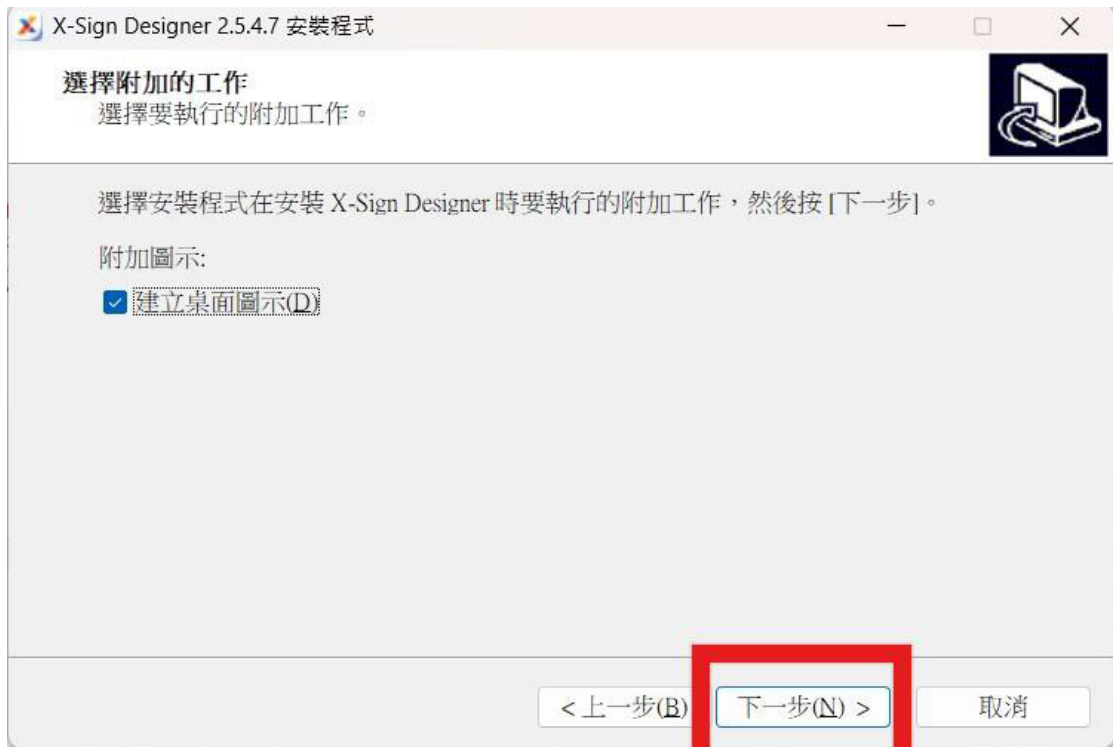 X-Sign Designer 2.5.4.7 安裝程式
選擇附加的工作
選擇要執行的附加工作。
選擇安裝程式在安裝 X-Sign Designer 時要執行的附加工作，然後按 [下一步]。
附加圖示:
建立桌面圖示(D)
< 上一步(B)
下一步(N) >
取消